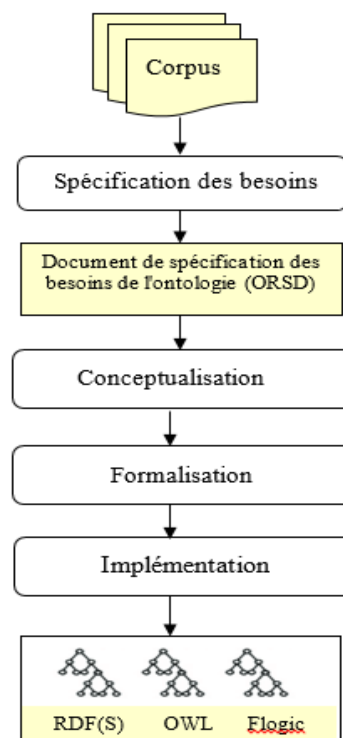 Corpus
Spécification des besoins
Document de spécification des
besoins de l'ontologie (ORSD)
Conceptualisation
Formalisation
Implémentation
RDF(S) OWL Flogic